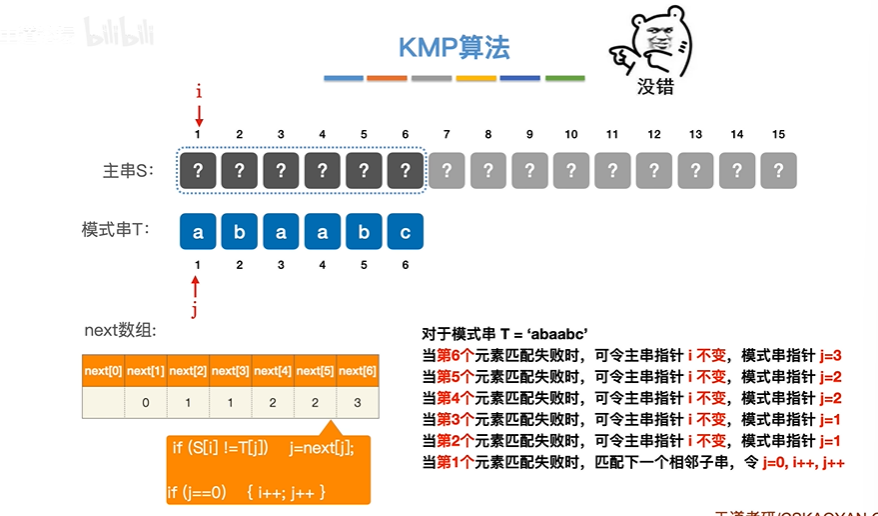 bilibili
KMP算法
没错
i
1 2 3 4 5 6 7 8 9 10 11 12 13 14 15
主串S: ? ? ? ? ? ? ? ? ? ? ? ? ? ? ?
模式串T: a b a a b c
1 2 3 4 5 6
j
next数组:
next[0] next[1] next[2] next[3] next[4] next[5] next[6]
0 1 1 2 2 3
if (S[i] !=T[j]) j=next[j];
if (j==0) { i++; j++ }
对于模式串 T = ‘abaabc’
当第6个元素匹配失败时，可令主串指针 i 不变，模式串指针 j=3
当第5个元素匹配失败时，可令主串指针 i 不变，模式串指针 j=2
当第4个元素匹配失败时，可令主串指针 i 不变，模式串指针 j=2
当第3个元素匹配失败时，可令主串指针 i 不变，模式串指针 j=1
当第2个元素匹配失败时，可令主串指针 i 不变，模式串指针 j=1
当第1个元素匹配失败时，匹配下一个相邻子串，令 j=0, i++, j++